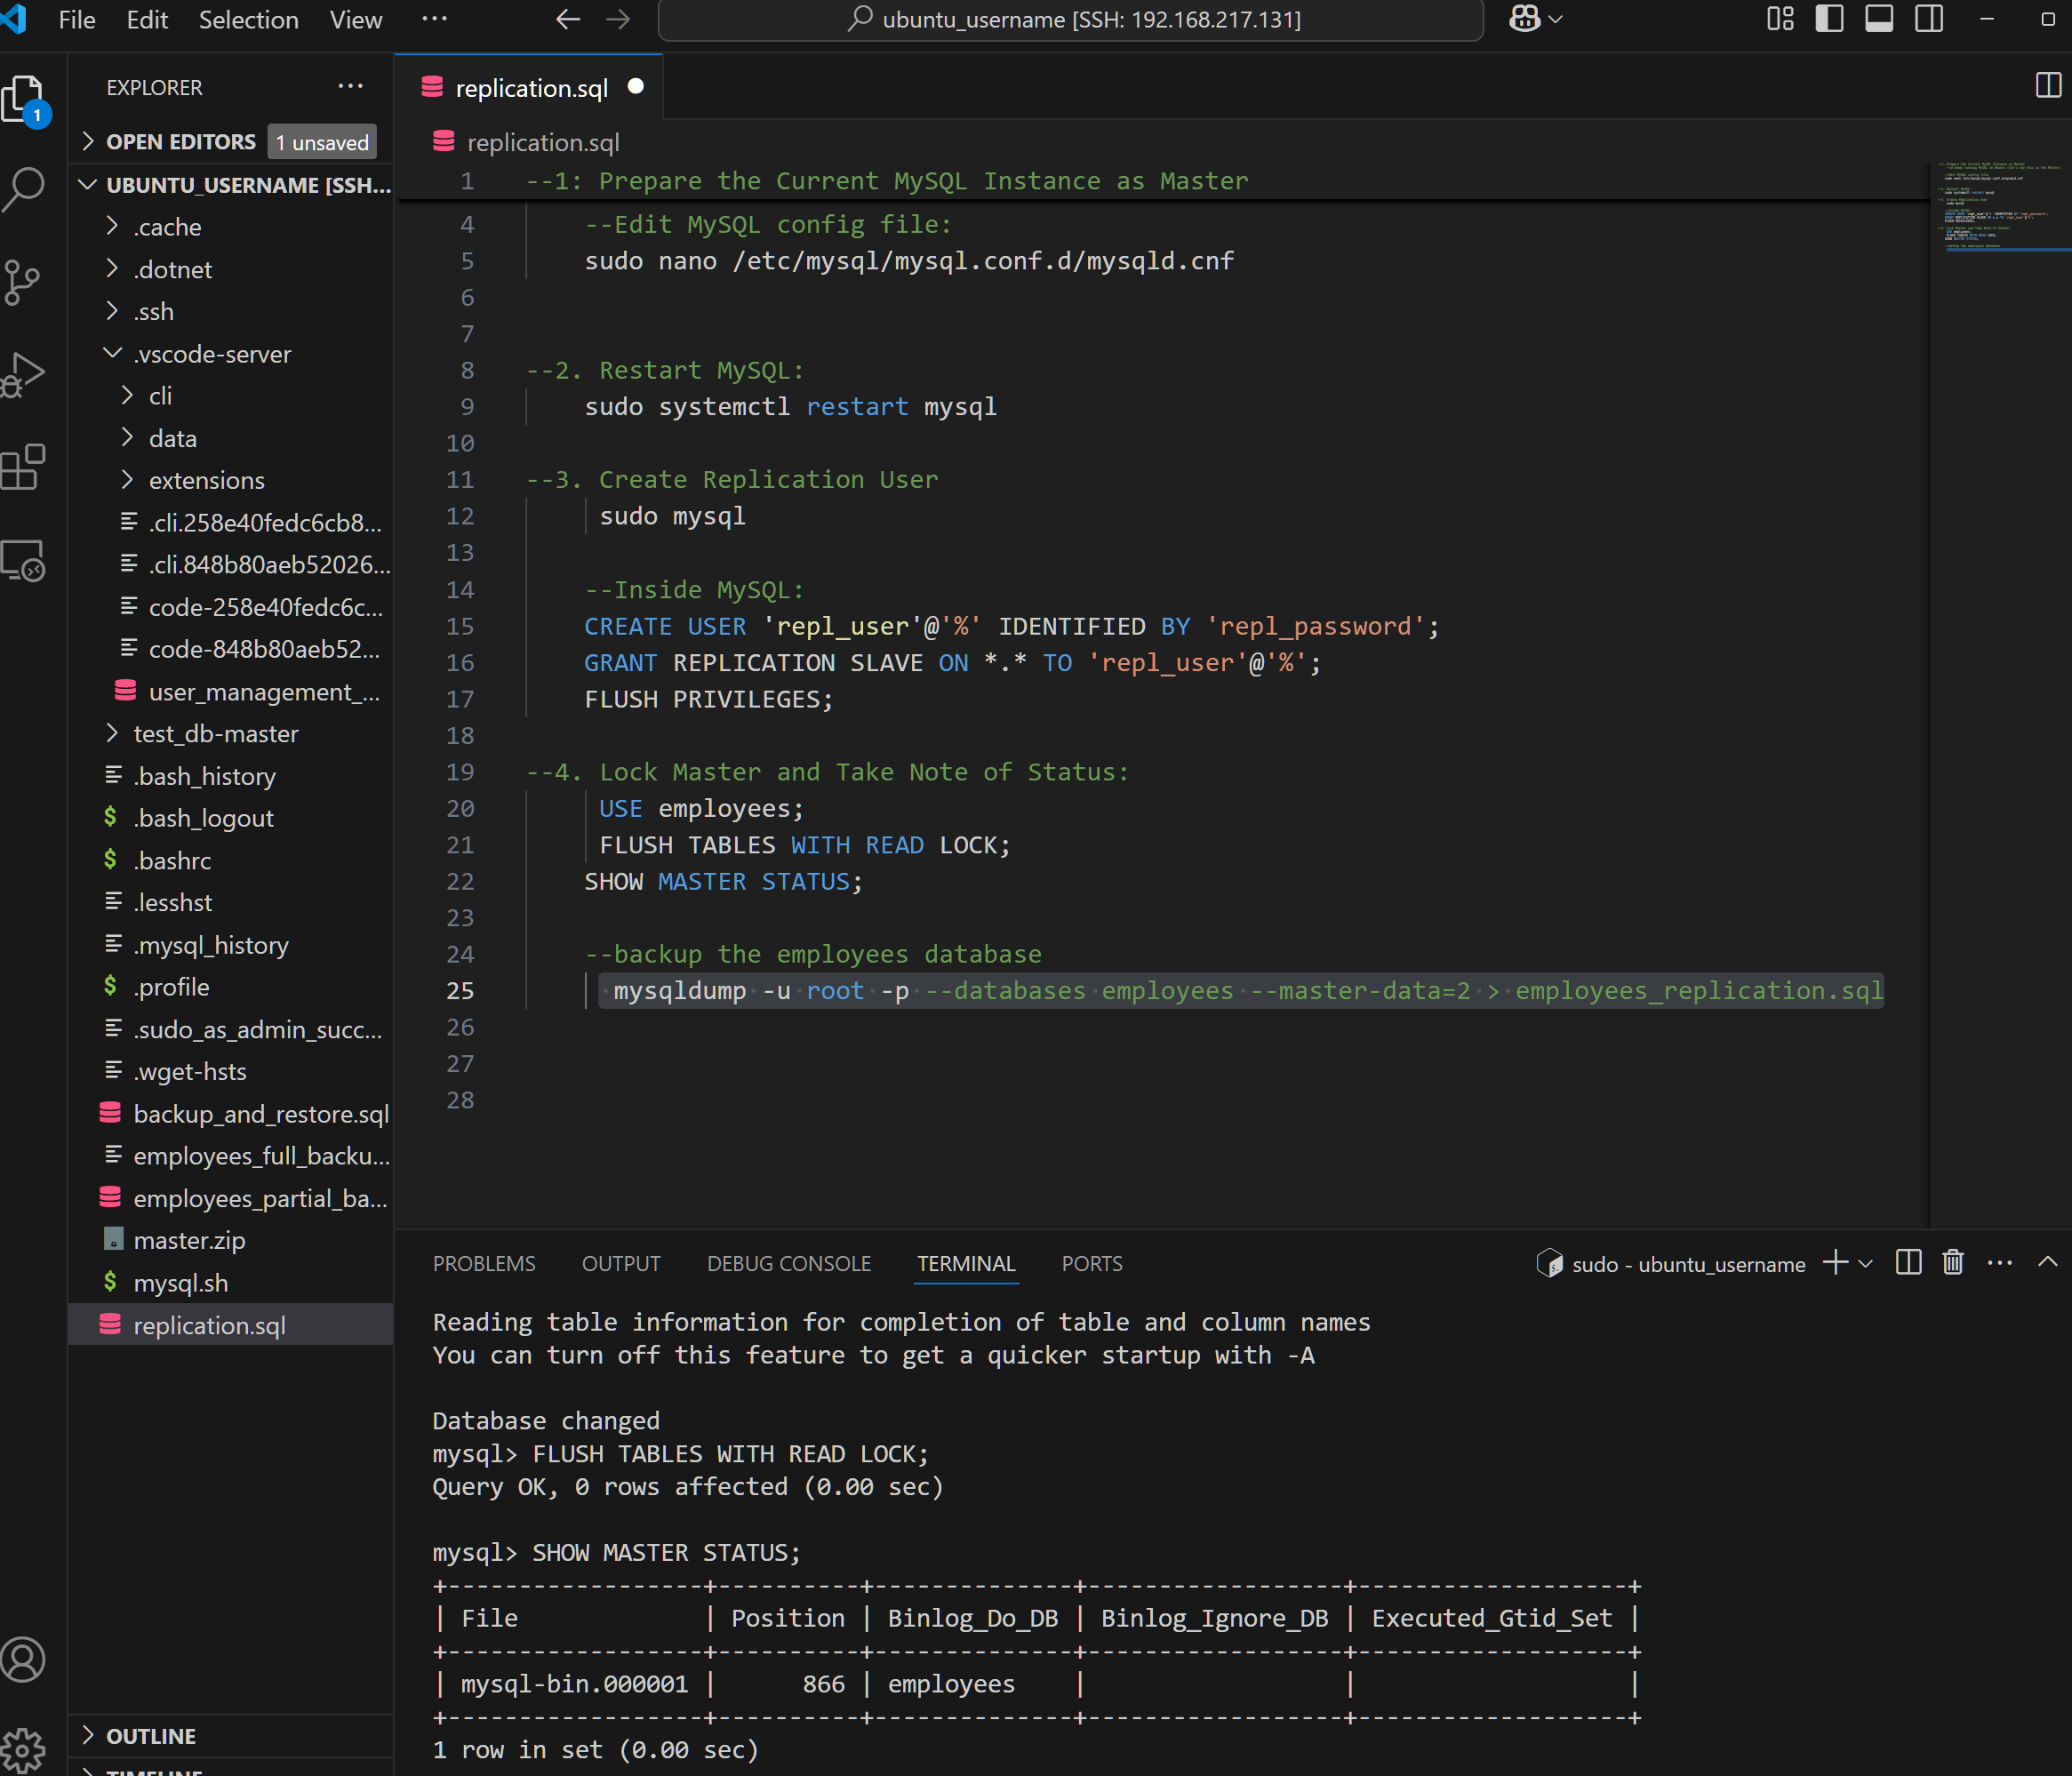 File Edit Selection View ···
ubuntu_username [SSH: 192.168.217.131]
EXPLORER ···
1
OPEN EDITORS 1 unsaved
UBUNTU_USERNAME [SSH...
.cache
.dotnet
.ssh
.vscode-server
cli
data
extensions
.cli.258e40fedc6cb8...
.cli.848b80aeb52026...
code-258e40fedc6c...
code-848b80aeb52...
user_management_...
test_db-master
.bash_history
.bash_logout
.bashrc
.lesshst
.mysql_history
.profile
.sudo_as_admin_succ...
.wget-hsts
backup_and_restore.sql
employees_full_backu...
employees_partial_ba...
master.zip
mysql.sh
replication.sql
OUTLINE
TIMELINE
replication.sql
replication.sql
1 --1: Prepare the Current MySQL Instance as Master
4 --Edit MySQL config file:
5 sudo nano /etc/mysql/mysql.conf.d/mysqld.cnf
6
7
8 --2. Restart MySQL:
9 sudo systemctl restart mysql
10
11 --3. Create Replication User
12 sudo mysql
13
14 --Inside MySQL:
15 CREATE USER 'repl_user'@'%' IDENTIFIED BY 'repl_password';
16 GRANT REPLICATION SLAVE ON *.* TO 'repl_user'@'%';
17 FLUSH PRIVILEGES;
18
19 --4. Lock Master and Take Note of Status:
20 USE employees;
21 FLUSH TABLES WITH READ LOCK;
22 SHOW MASTER STATUS;
23
24 --backup the employees database
25 mysqldump -u root -p --databases employees --master-data=2 > employees_replication.sql
26
27
28
PROBLEMS OUTPUT DEBUG CONSOLE TERMINAL PORTS
sudo - ubuntu_username
Reading table information for completion of table and column names
You can turn off this feature to get a quicker startup with -A
Database changed
mysql> FLUSH TABLES WITH READ LOCK;
Query OK, 0 rows affected (0.00 sec)
mysql> SHOW MASTER STATUS;
+------------------+----------+--------------+------------------+-------------------+
| File | Position | Binlog_Do_DB | Binlog_Ignore_DB | Executed_Gtid_Set |
+------------------+----------+--------------+------------------+-------------------+
| mysql-bin.000001 | 866 | employees | | |
+------------------+----------+--------------+------------------+-------------------+
1 row in set (0.00 sec)